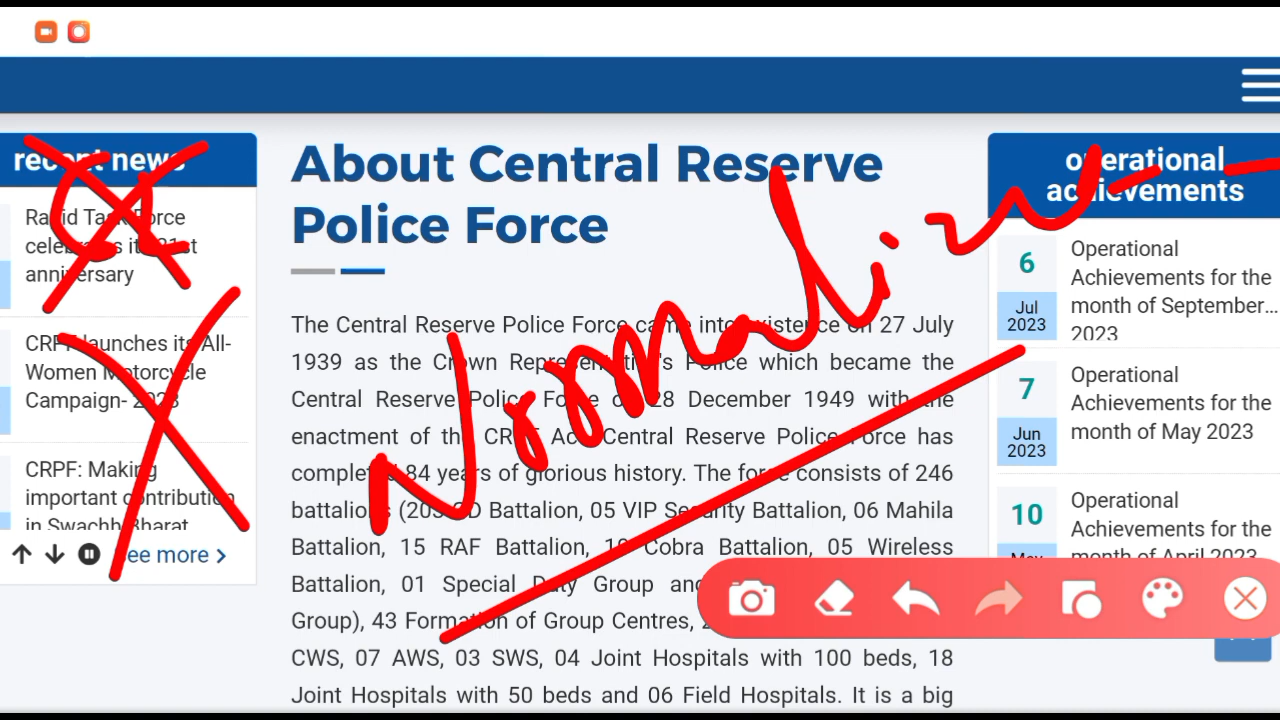 recent news
Rapid Task Force
celebrates its 31st
anniversary
CRPF launches its All-
Women Motorcycle
Campaign- 2023
CRPF: Making
important contribution
in Swachh Bharat
See more
About Central Reserve
Police Force
The Central Reserve Police Force came into existence on 27 July
1939 as the Crown Representative's Police which became the
Central Reserve Police Force on 28 December 1949 with the
enactment of the CRPF Act. Central Reserve Police Force has
completed 84 years of glorious history. The force consists of 246
battalions (203 GD Battalion, 05 VIP Security Battalion, 06 Mahila
Battalion, 15 RAF Battalion, 10 Cobra Battalion, 05 Wireless
Battalion, 01 Special Duty Group and
Group), 43 Formation of Group Centres,
CWS, 07 AWS, 03 SWS, 04 Joint Hospitals with 100 beds, 18
Joint Hospitals with 50 beds and 06 Field Hospitals. It is a big
operational
achievements
6
Jul
2023
Operational
Achievements for the
month of September...
2023
7
Jun
2023
Operational
Achievements for the
month of May 2023
10
May
Operational
Achievements for the
month of April 2023